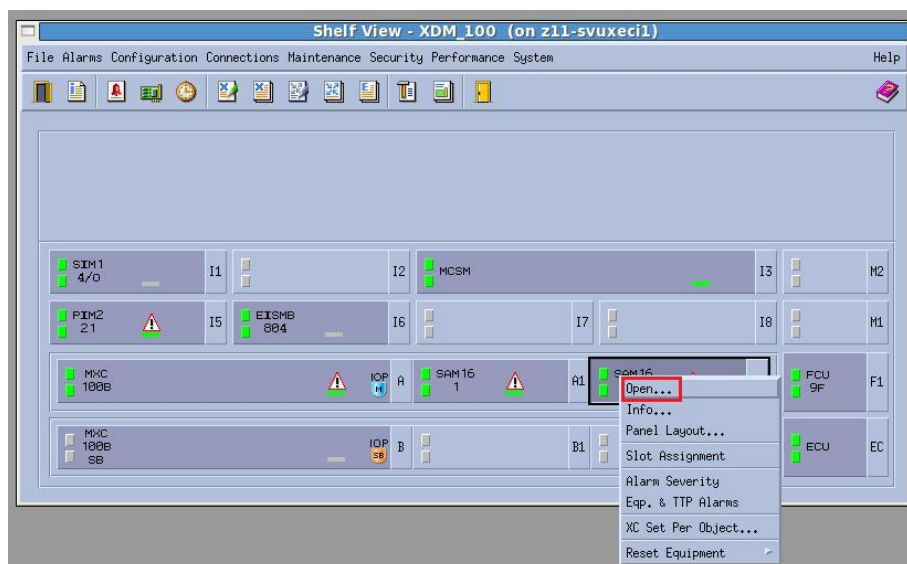 Shelf View - XDM_100 (on z11-svuxeci1)
File Alarms Configuration Connections Maintenance Security Performance System Help
SIM1
4/O
I1
I2
MCSM
I3
M2
PIM2
21
I5
EISMB
804
I6
I7
I8
M1
MXC
100B
IOP
M
A
SAM16
1
A1
SAM16
FCU
9F
F1
MXC
100B
SB
IOP
SB
B
B1
ECU
EC
Open...
Info...
Panel Layout...
Slot Assignment
Alarm Severity
Eqp. & TTP Alarms
XC Set Per Object...
Reset Equipment